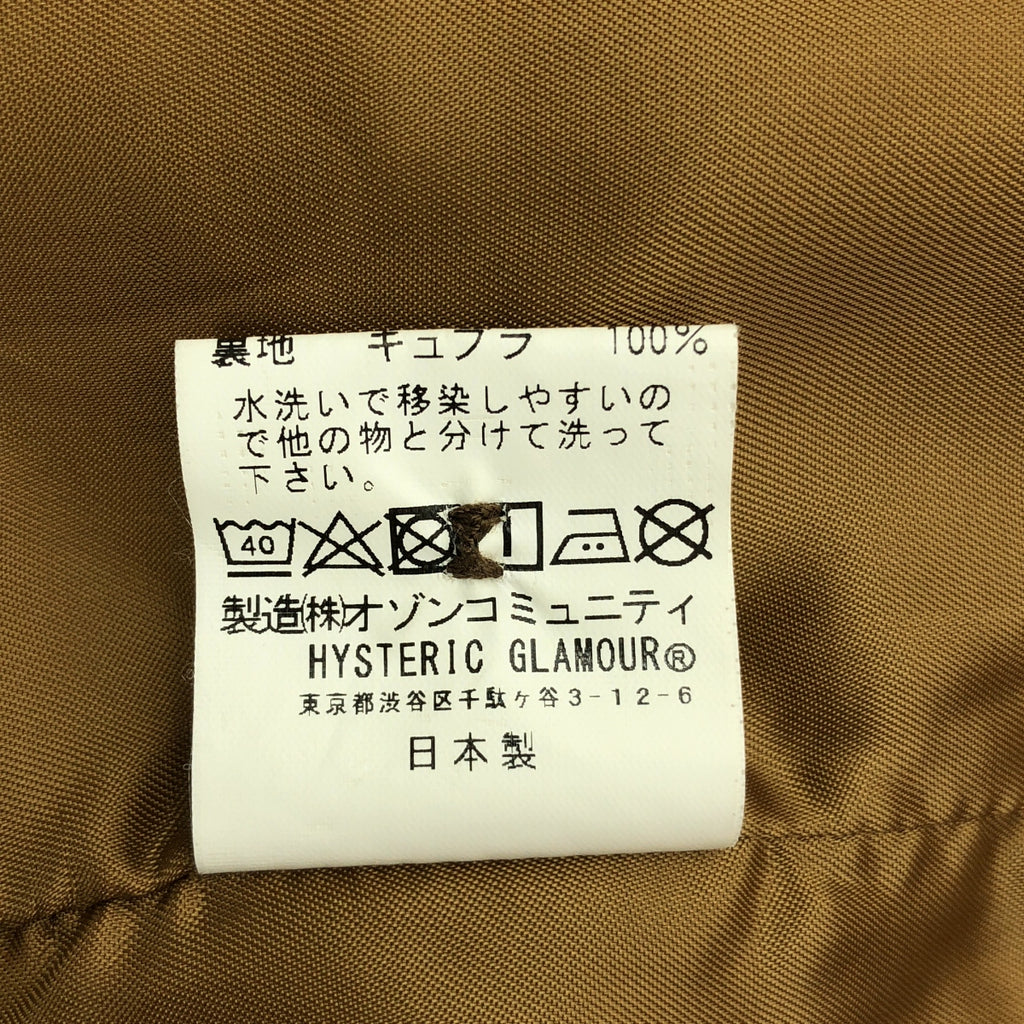 裏地 キュプラ 100%
水洗いで移染しやすいの
で他の物と分けて洗って
下さい。
40
製造㈱オゾンコミュニティ
HYSTERIC GLAMOUR®
東京都渋谷区千駄ヶ谷3-12-6
日本製